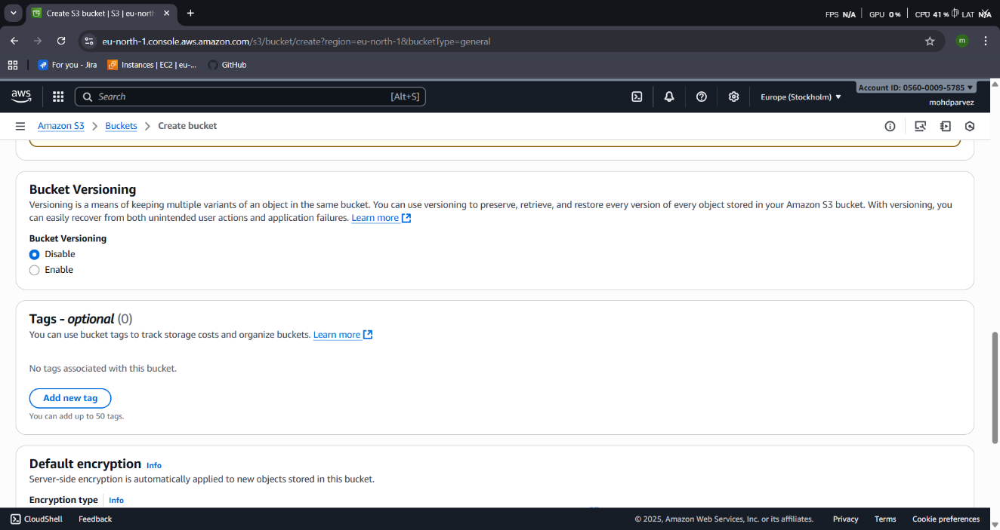 Create S3 bucket | S3 | eu-north
FPS N/A GPU 0% CPU 41% LAT N/A
eu-north-1.console.aws.amazon.com/s3/bucket/create?region=eu-north-1&bucketType=general
m
For you - Jira
Instances | EC2 | eu-...
GitHub
aws
Search [Alt+S]
Europe (Stockholm)
Account ID: 0560-0009-5785
mohdparvez
Amazon S3
Buckets
Create bucket
Bucket Versioning
Versioning is a means of keeping multiple variants of an object in the same bucket. You can use versioning to preserve, retrieve, and restore every version of every object stored in your Amazon S3 bucket. With versioning, you
can easily recover from both unintended user actions and application failures. Learn more
Bucket Versioning
Disable
Enable
Tags - optional (0)
You can use bucket tags to track storage costs and organize buckets. Learn more
No tags associated with this bucket.
Add new tag
You can add up to 50 tags.
Default encryption Info
Server-side encryption is automatically applied to new objects stored in this bucket.
Encryption type Info
CloudShell Feedback © 2025, Amazon Web Services, Inc. or its affiliates. Privacy Terms Cookie preferences